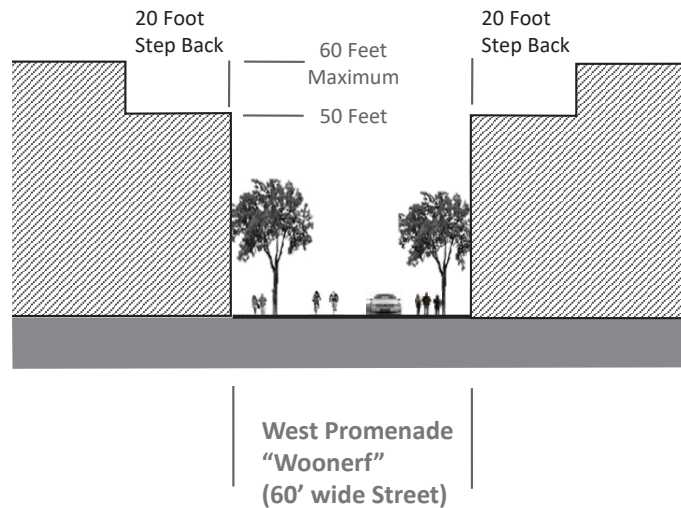 20 Foot
Step Back
20 Foot
Step Back
60 Feet
Maximum
50 Feet
West Promenade
“Woonerf”
(60’ wide Street)